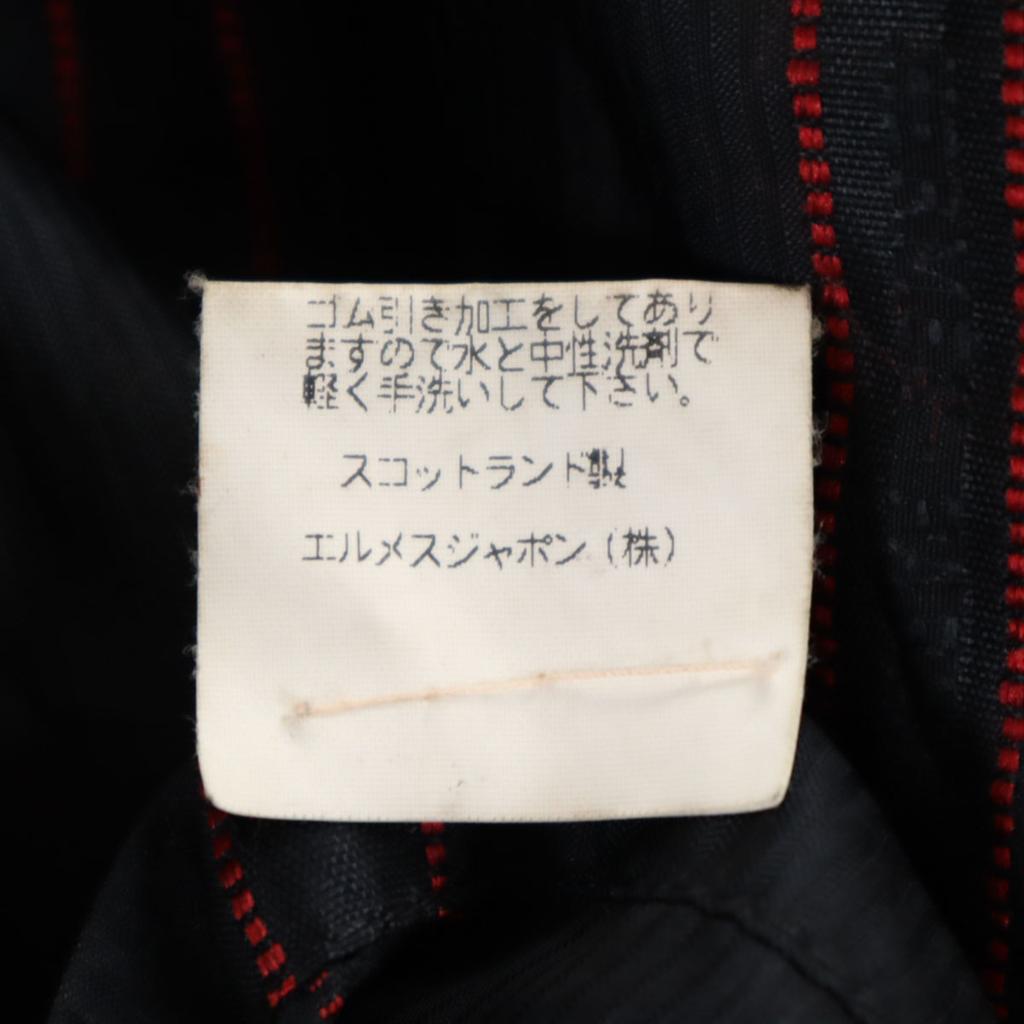 ゴム引き加工をしてあり
ますので水と中性洗剤で
軽く手洗いして下さい。
スコットランド製
エルメスジャポン(株)